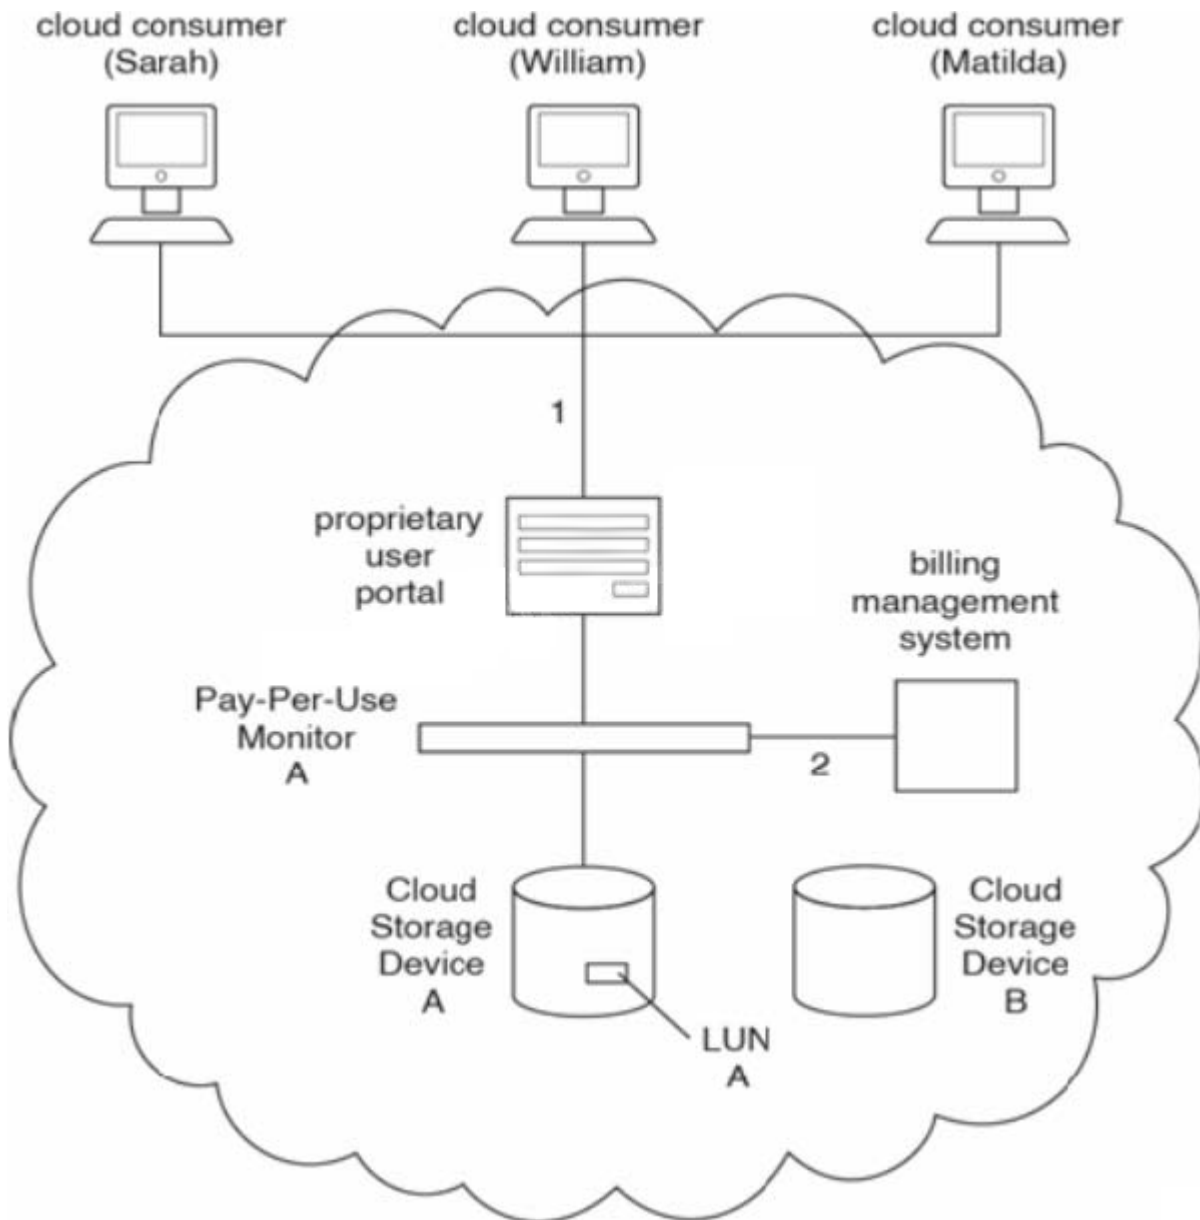 cloud consumer
(Sarah)
cloud consumer
(William)
cloud consumer
(Matilda)
1
proprietary
user
portal
billing
management
system
Pay-Per-Use
Monitor
A
2
Cloud
Storage
Device
A
Cloud
Storage
Device
B
LUN
A